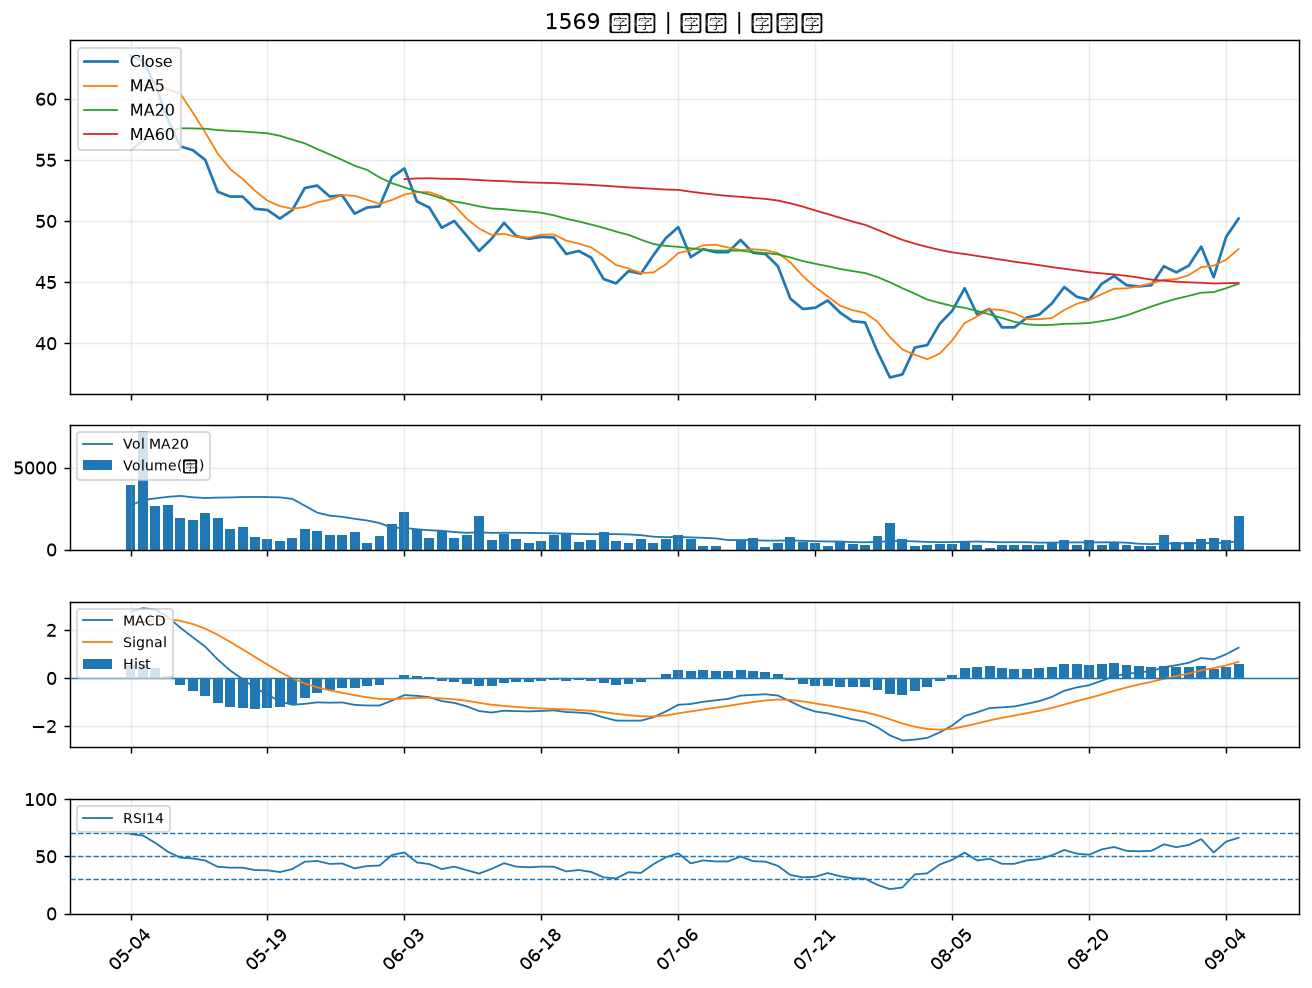 1569 | |
Close
MA5
MA20
MA60
60
55
50
45
40
Vol MA20
Volume( )
5000
0
MACD
Signal
Hist
2
0
−2
RSI14
100
50
0
05-04 05-19 06-03 06-18 07-06 07-21 08-05 08-20 09-04